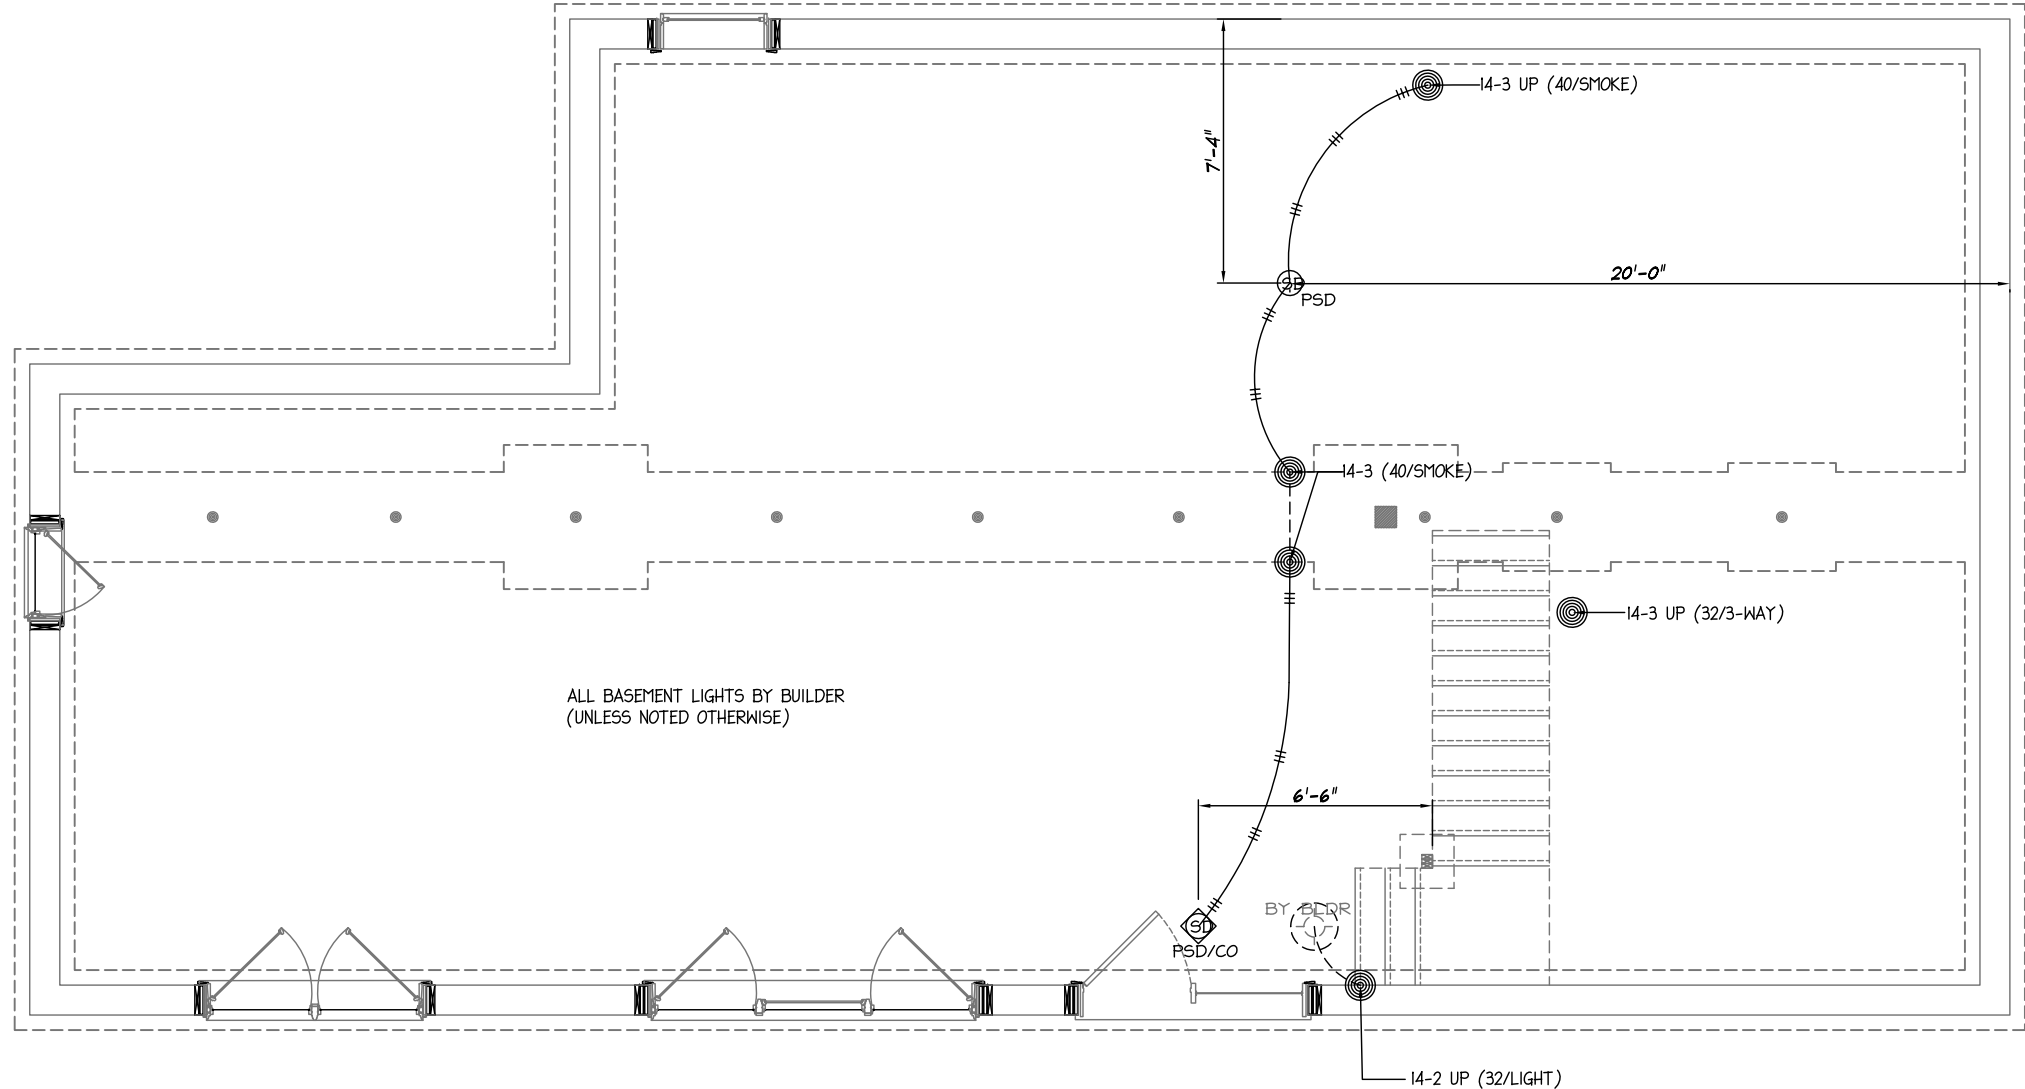 14-3 UP (40/SMOKE)
7'-4"
20'-0"
SD
PSD
14-3 (40/SMOKE)
14-3 UP (32/3-WAY)
ALL BASEMENT LIGHTS BY BUILDER
(UNLESS NOTED OTHERWISE)
6'-6"
BY BLDR
SD
PSD/CO
14-2 UP (32/LIGHT)